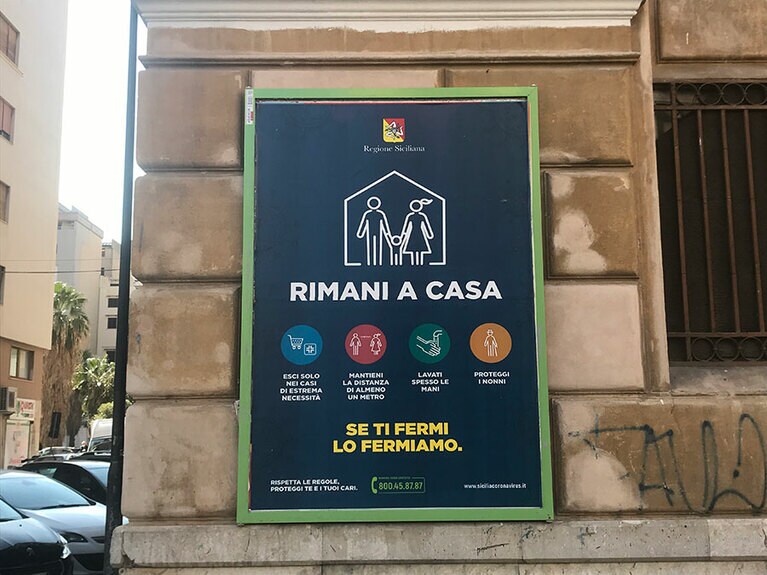 Regione Siciliana
RIMANI A CASA
ESCI SOLO
NEI CASI
DI ESTREMA
NECESSITÀ
MANTIENI
LA DISTANZA
DI ALMENO
UN METRO
LAVATI
SPESSO LE
MANI
PROTEGGI
I NONNI
SE TI FERMI
LO FERMIAMO.
RISPETTA LE REGOLE,
PROTEGGI TE E I TUOI CARI.
800.45.87.87
www.siciliacoronavirus.it